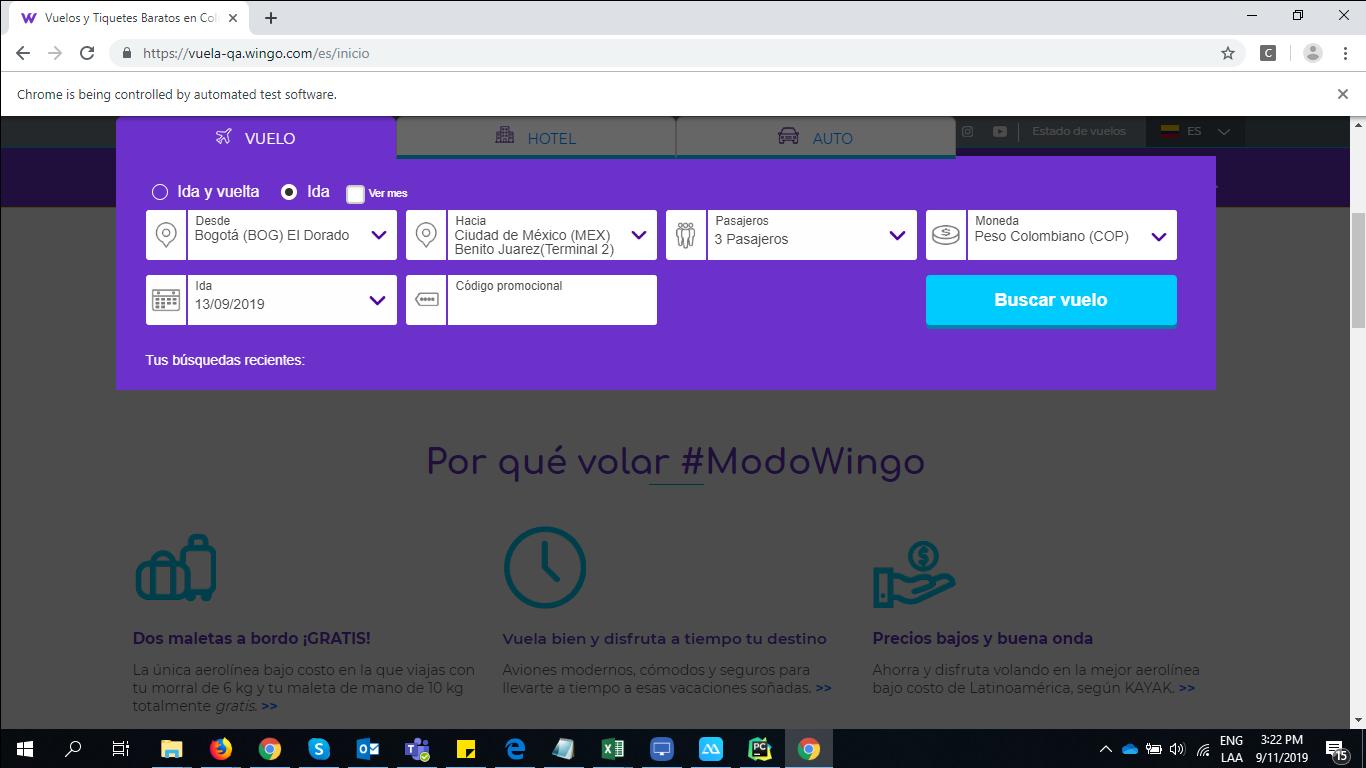 Vuelos y Tiquetes Baratos en Col
https://vuela-qa.wingo.com/es/inicio
Chrome is being controlled by automated test software.
VUELO
HOTEL
AUTO
Estado de vuelos
ES
Ida y vuelta
Ida
Ver mes
Desde
Bogotá (BOG) El Dorado
Hacia
Ciudad de México (MEX)
Benito Juarez(Terminal 2)
Pasajeros
3 Pasajeros
Moneda
Peso Colombiano (COP)
Ida
13/09/2019
Código promocional
Buscar vuelo
Tus búsquedas recientes:
Por qué volar #ModoWingo
Dos maletas a bordo ¡GRATIS!
La única aerolínea bajo costo en la que viajas con
tu morral de 6 kg y tu maleta de mano de 10 kg
totalmente gratis. >>
Vuela bien y disfruta a tiempo tu destino
Aviones modernos, cómodos y seguros para
llevarte a tiempo a esas vacaciones soñadas. >>
Precios bajos y buena onda
Ahorra y disfruta volando en la mejor aerolínea
bajo costo de Latinoamérica, según KAYAK. >>
ENG
LAA
3:22 PM
9/11/2019
15